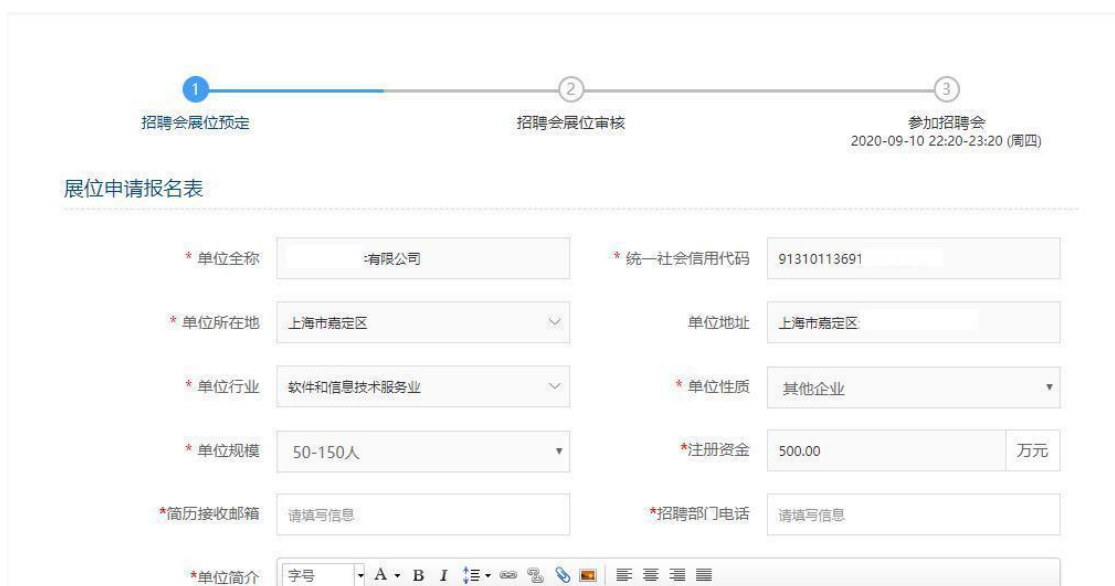 1
2
3
招聘会展位预定
招聘会展位审核
参加招聘会
2020-09-10 22:20-23:20 (周四)
展位申请报名表
* 单位全称 有限公司 * 统一社会信用代码 91310113691
* 单位所在地 上海市嘉定区 单位地址 上海市嘉定区
* 单位行业 软件和信息技术服务业 * 单位性质 其他企业
* 单位规模 50-150人 *注册资金 500.00 万元
*简历接收邮箱 请填写信息 *招聘部门电话 请填写信息
*单位简介 字号 A B I